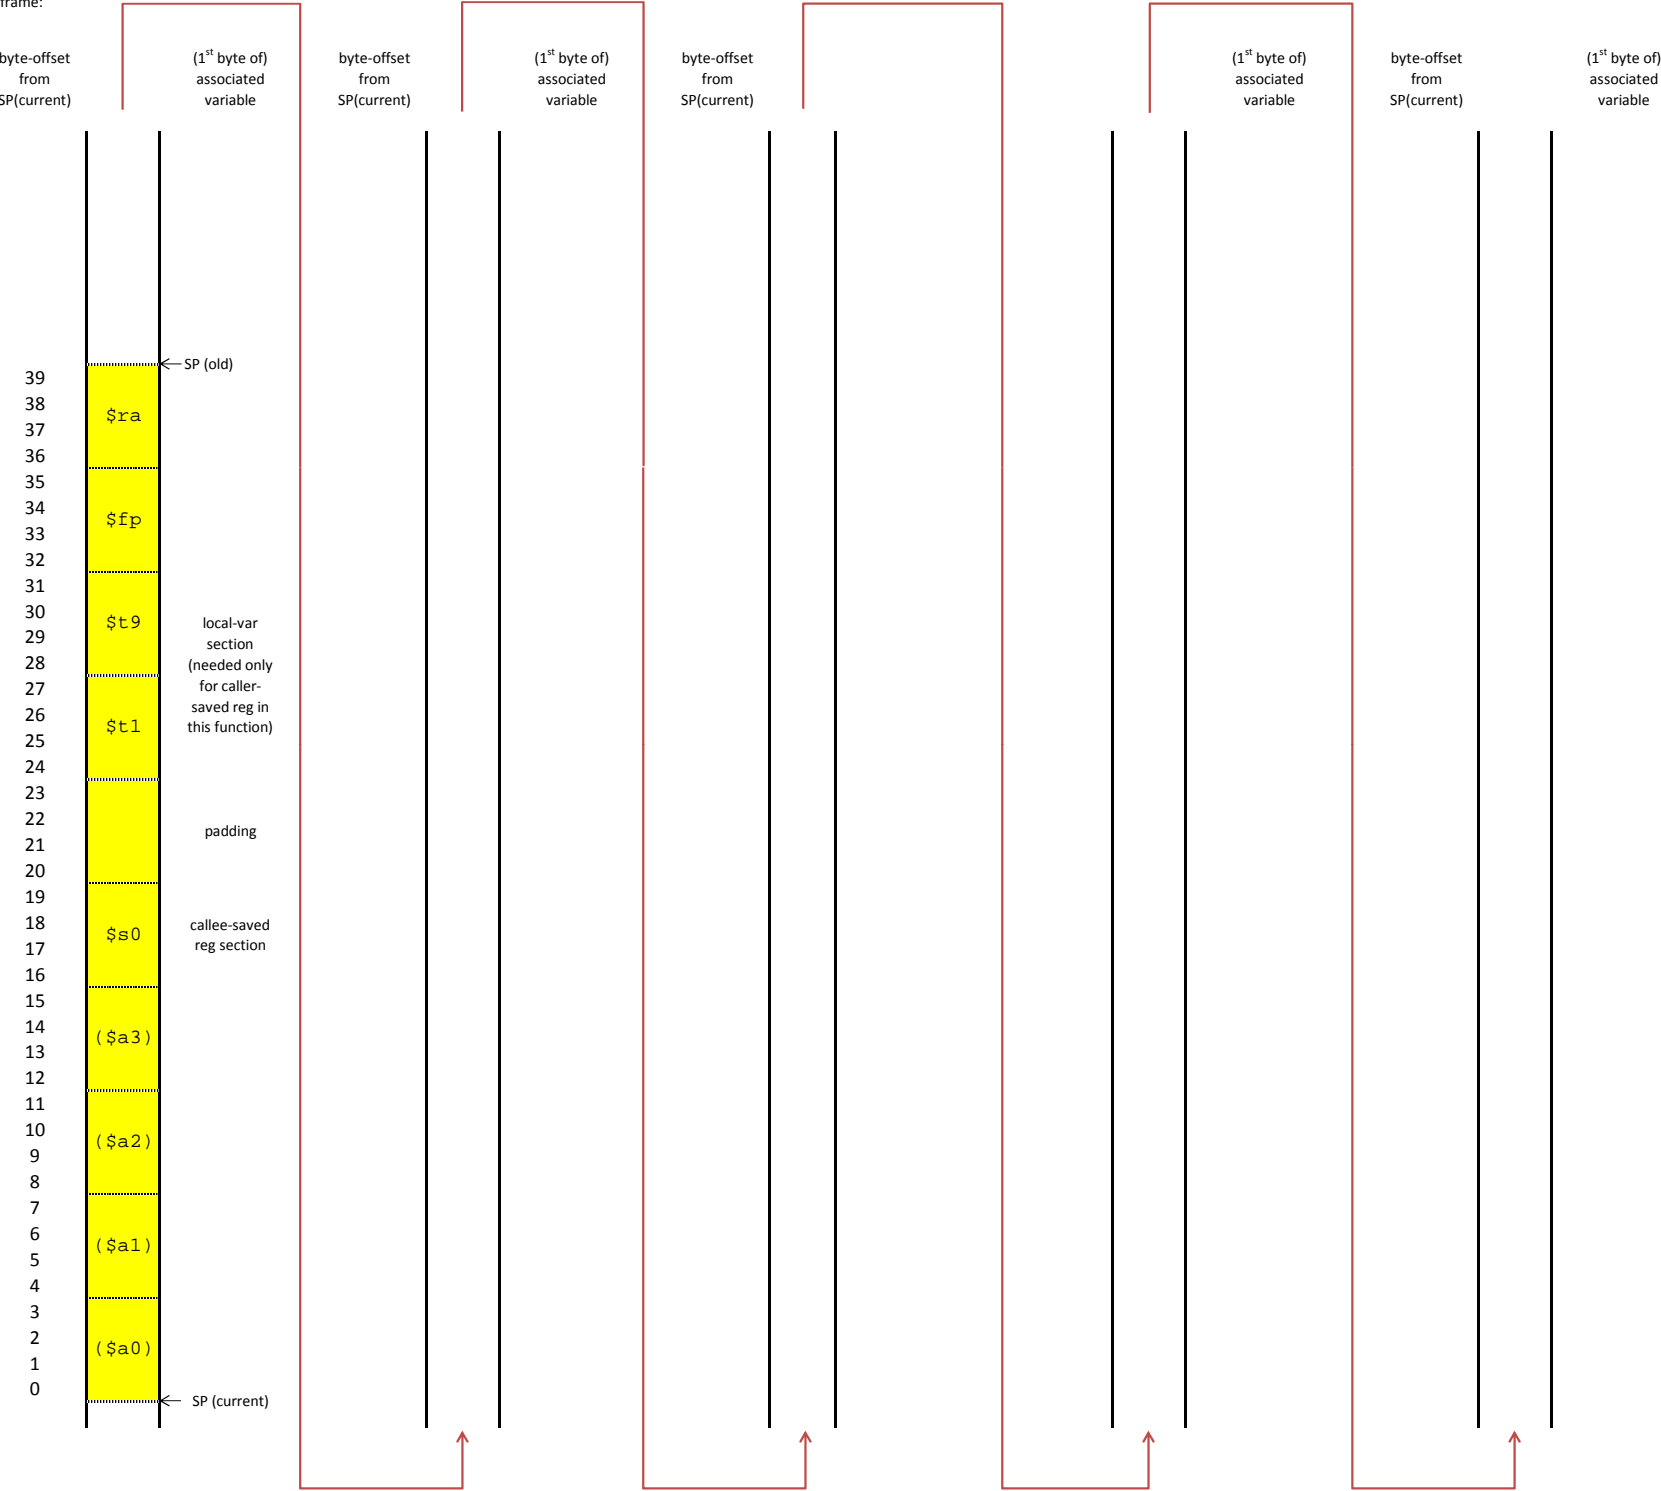 frame:
byte-offset
from
SP(current)
(1st byte of)
associated
variable
byte-offset
from
SP(current)
(1st byte of)
associated
variable
byte-offset
from
SP(current)
(1st byte of)
associated
variable
byte-offset
from
SP(current)
(1st byte of)
associated
variable
SP (old)
39
38
$ra
37
36
35
34
$fp
33
32
31
30
$t9
29
28
27
26
$t1
25
24
local-var
section
(needed only
for caller-
saved reg in
this function)
23
22
padding
21
20
19
18
$s0
17
16
callee-saved
reg section
15
14
($a3)
13
12
11
10
($a2)
9
8
7
6
($a1)
5
4
3
2
($a0)
1
0
SP (current)